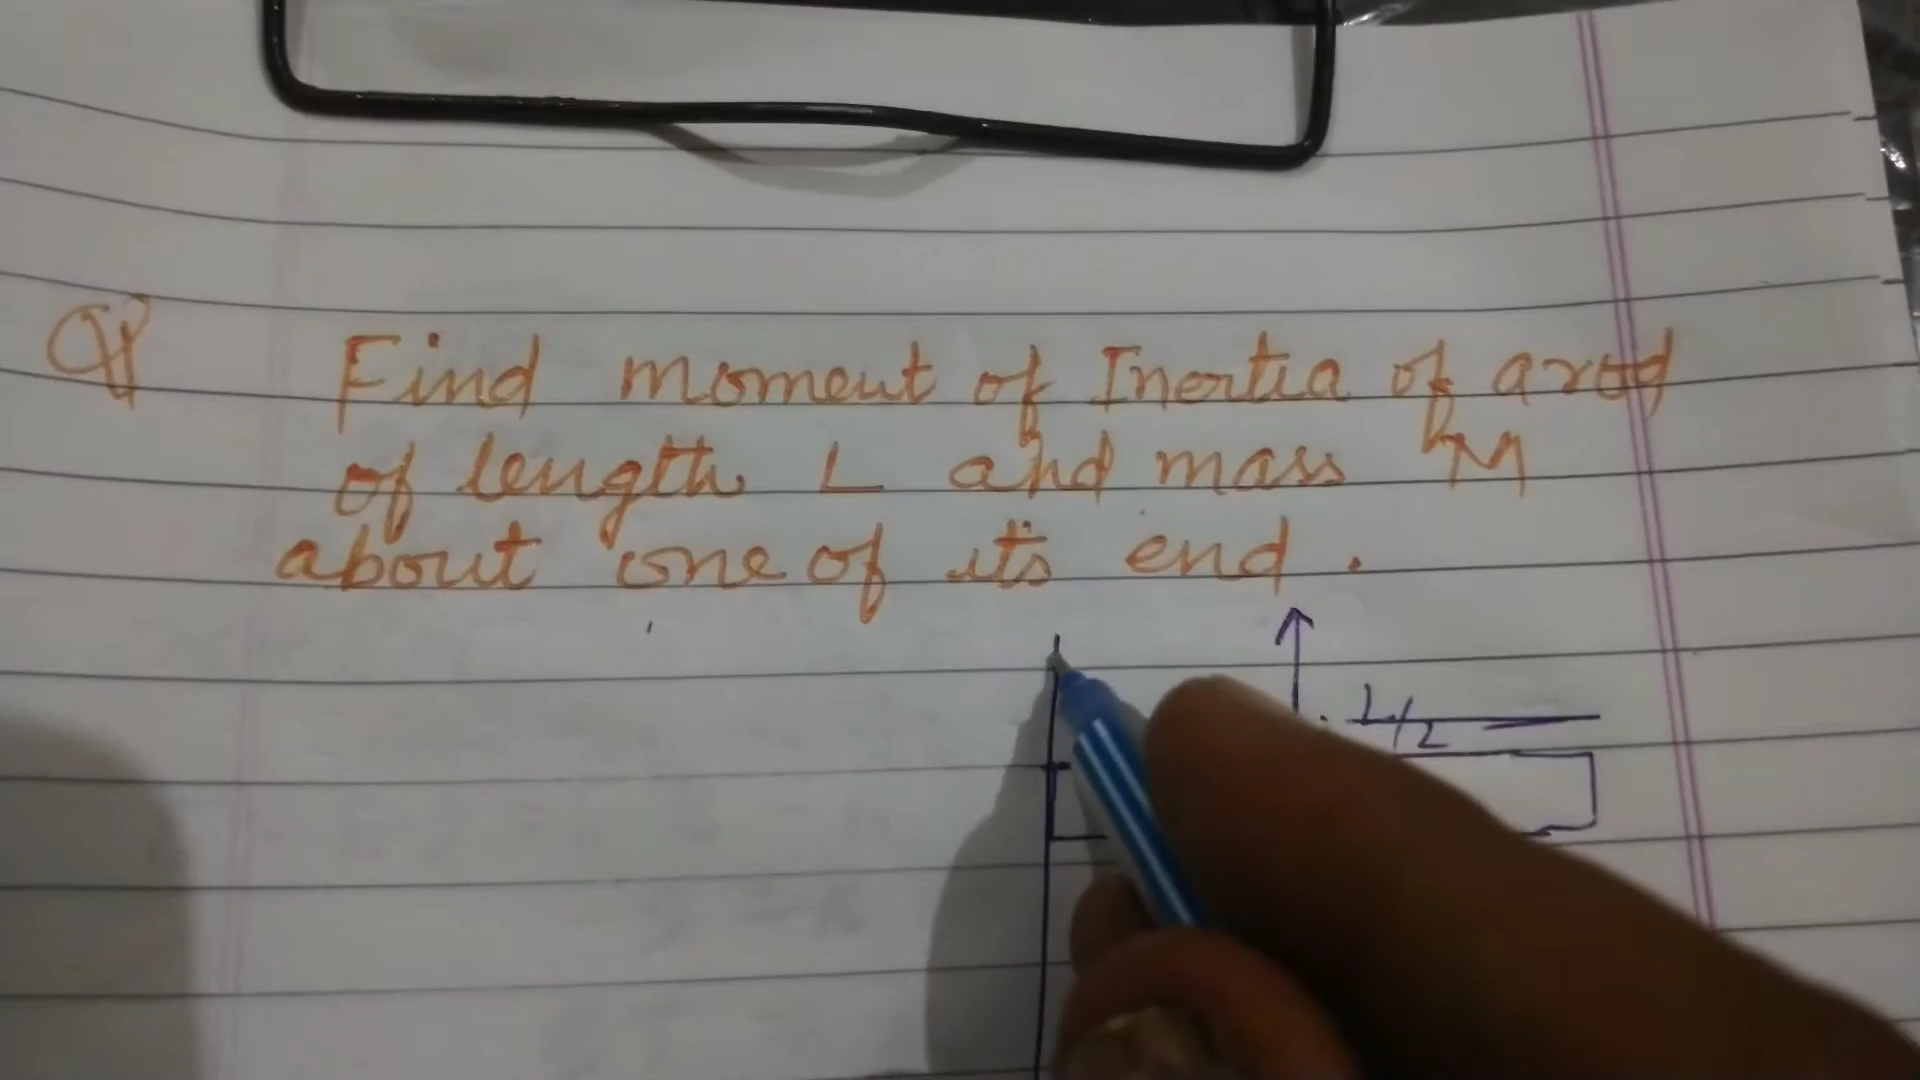 Q
Find moment of Inertia of a rod
of length L and mass M
about one of its end.
L/2